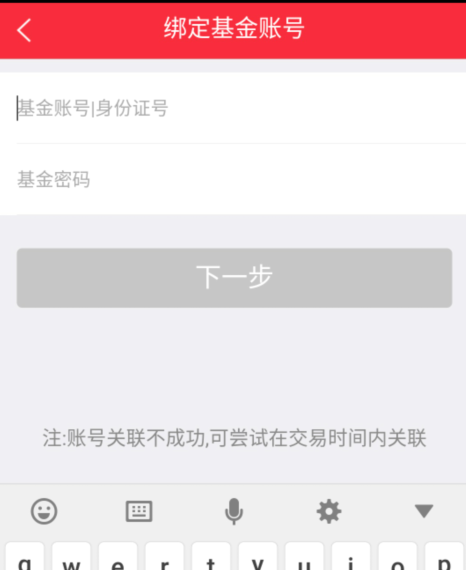 绑定基金账号
基金账号|身份证号
基金密码
下一步
注:账号关联不成功,可尝试在交易时间内关联
q w e r t y u i o p